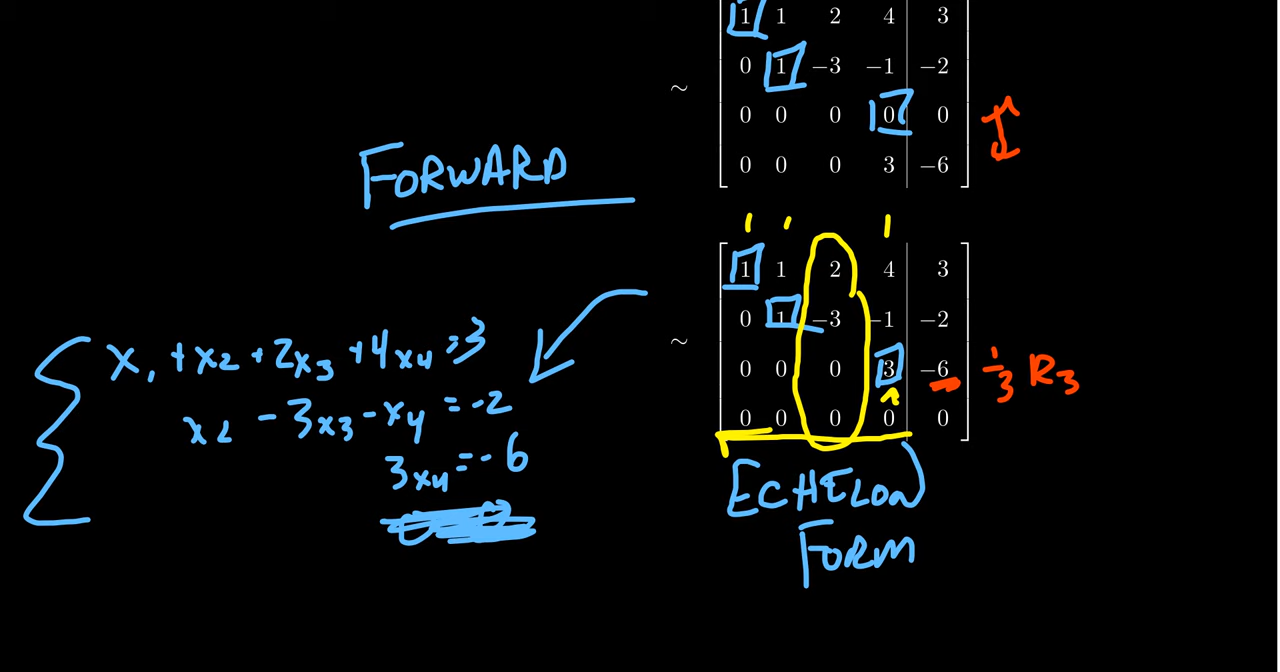 1 1 2 4 3
0 1 −3 −1 −2
∼
0 0 0 0 0
0 0 0 3 −6
FORWARD
1 1 2 4 3
0 1 −3 −1 −2
∼
0 0 0 3 −6 1/3 R3
0 0 0 0 0
x1 + x2 + 2x3 + 4x4 = 3
x2 - 3x3 - x4 = -2
3x4 = -6
ECHELON
FORM